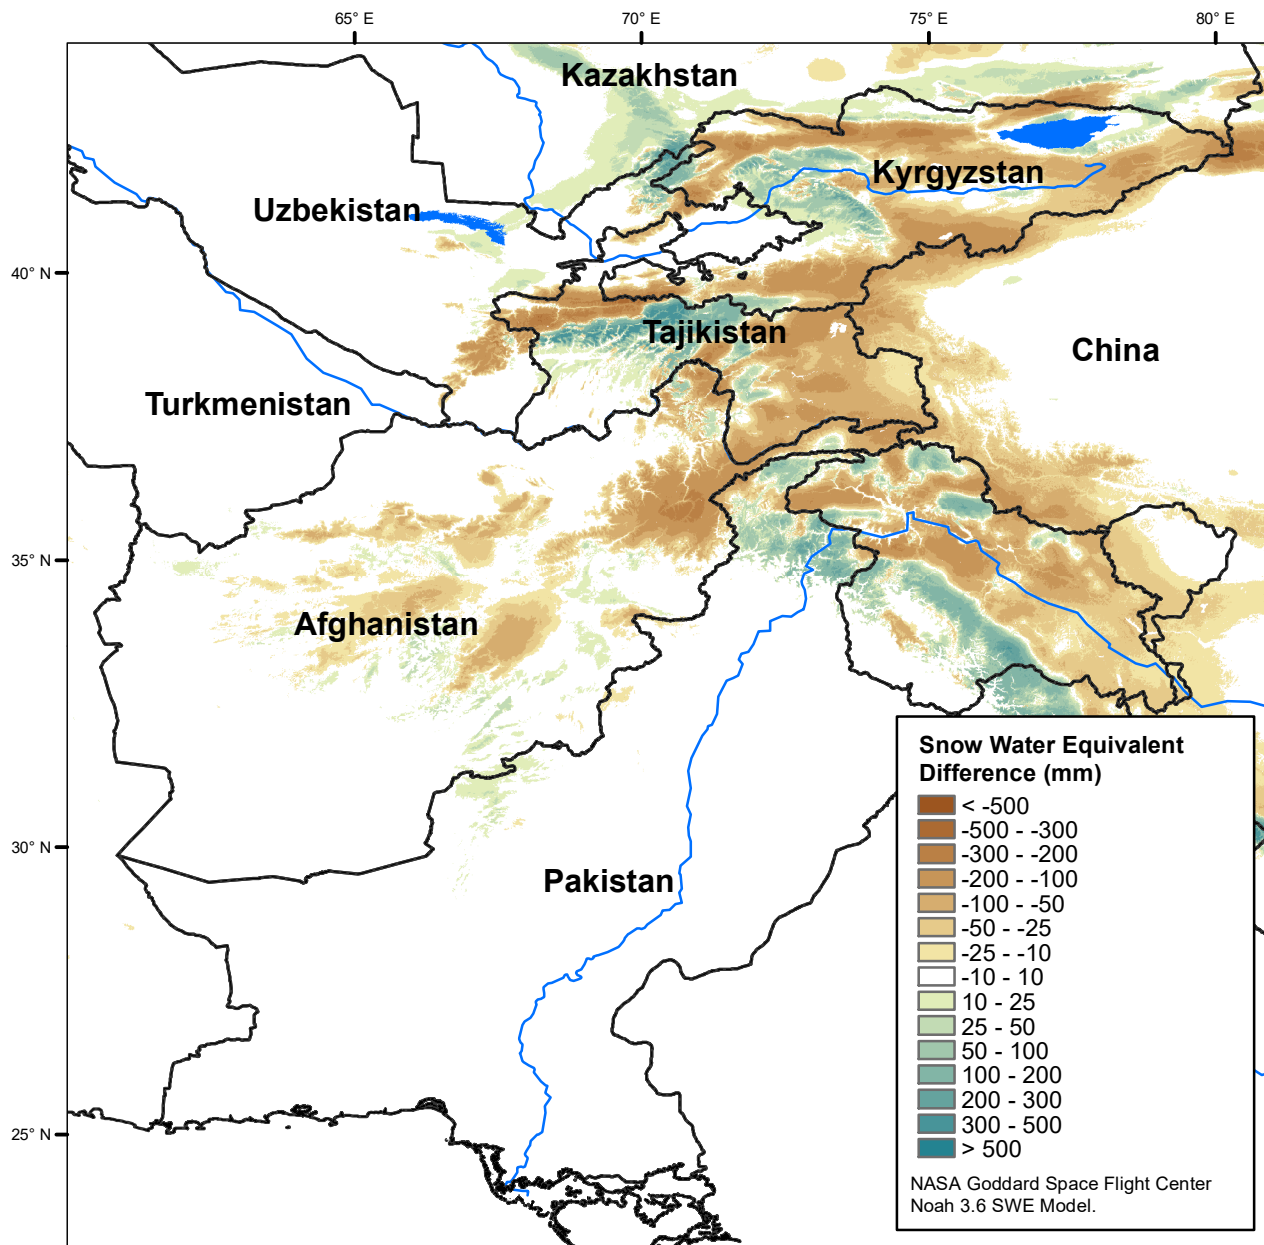 65° E
70° E
75° E
80° E
Kazakhstan
Kyrgyzstan
Uzbekistan
40° N
Tajikistan
China
Turkmenistan
35° N
Afghanistan
Snow Water Equivalent
Difference (mm)
< -500
-500 - -300
-300 - -200
-200 - -100
-100 - -50
-50 - -25
-25 - -10
-10 - 10
10 - 25
25 - 50
50 - 100
100 - 200
200 - 300
300 - 500
> 500
30° N
Pakistan
25° N
NASA Goddard Space Flight Center
Noah 3.6 SWE Model.